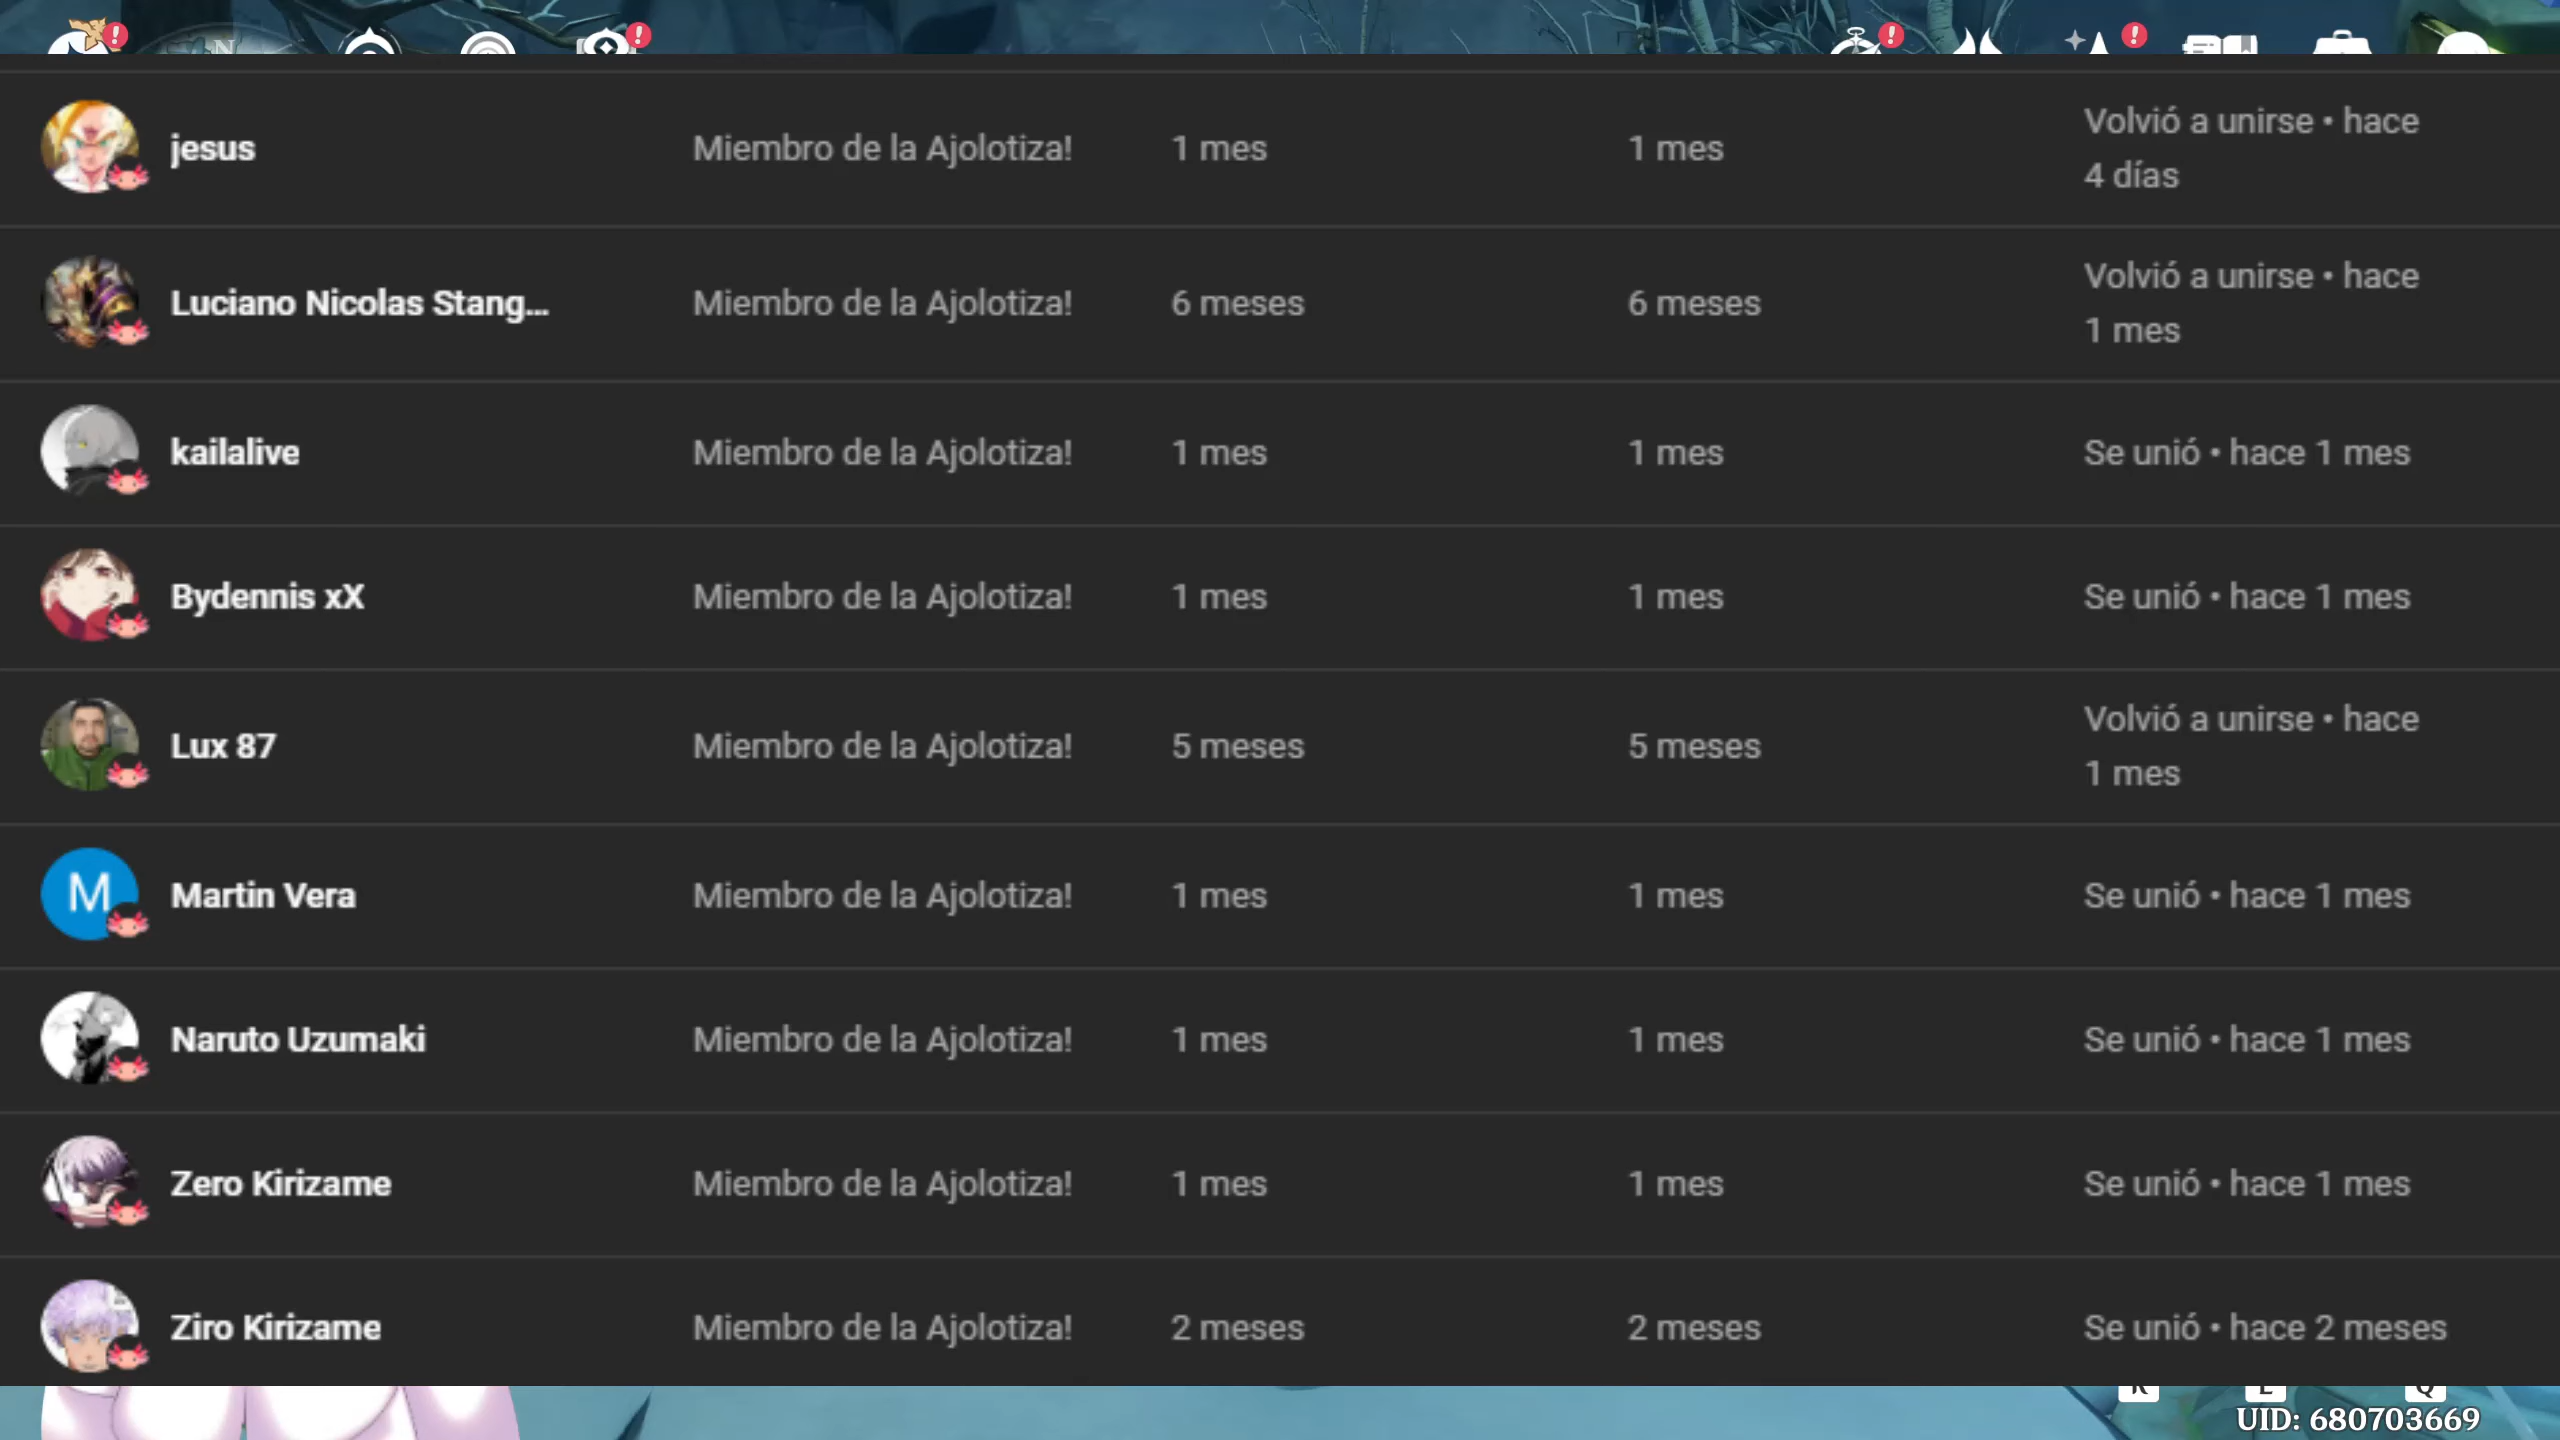 N
jesus Miembro de la Ajolotiza! 1 mes 1 mes Volvió a unirse • hace
4 días
Luciano Nicolas Stang... Miembro de la Ajolotiza! 6 meses 6 meses Volvió a unirse • hace
1 mes
kailalive Miembro de la Ajolotiza! 1 mes 1 mes Se unió • hace 1 mes
Bydennis xX Miembro de la Ajolotiza! 1 mes 1 mes Se unió • hace 1 mes
Lux 87 Miembro de la Ajolotiza! 5 meses 5 meses Volvió a unirse • hace
1 mes
M Martin Vera Miembro de la Ajolotiza! 1 mes 1 mes Se unió • hace 1 mes
Naruto Uzumaki Miembro de la Ajolotiza! 1 mes 1 mes Se unió • hace 1 mes
Zero Kirizame Miembro de la Ajolotiza! 1 mes 1 mes Se unió • hace 1 mes
Ziro Kirizame Miembro de la Ajolotiza! 2 meses 2 meses Se unió • hace 2 meses
R E Q
UID: 680703669